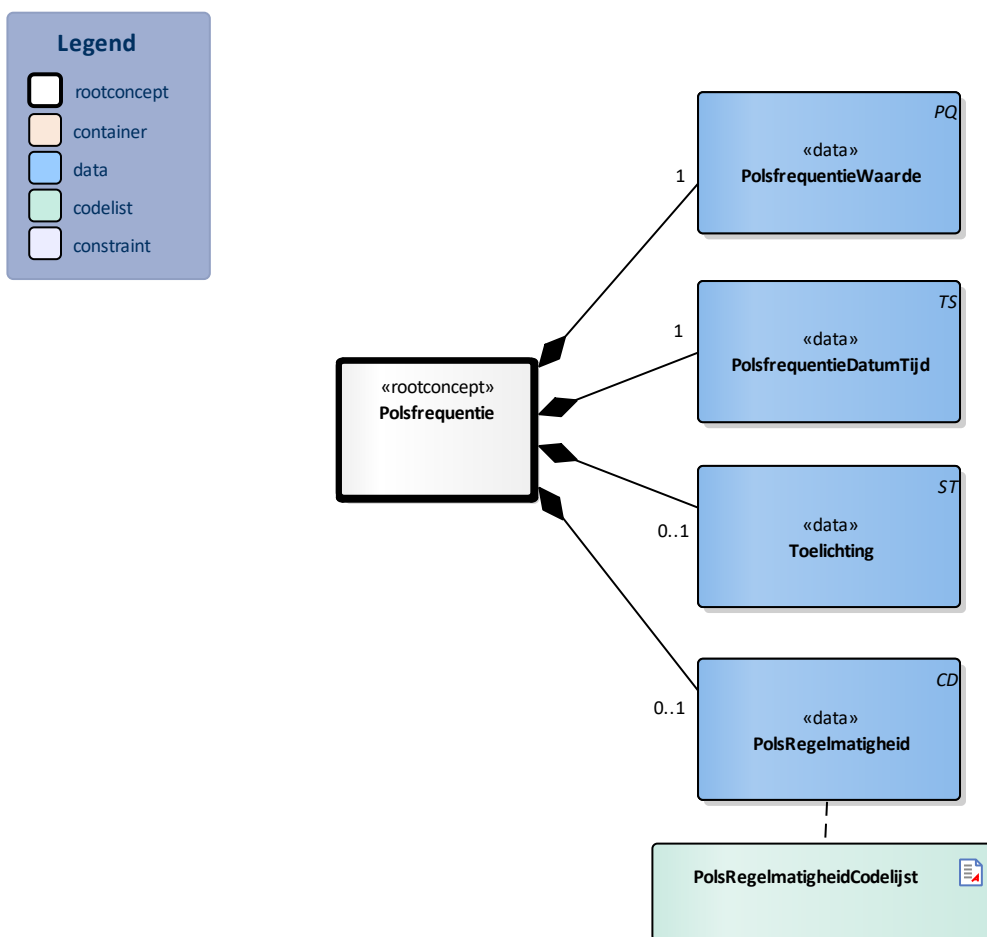 Legend
rootconcept
container
data
codelist
constraint
PQ
«data»
PolsfrequentieWaarde
1
TS
«data»
PolsfrequentieDatumTijd
1
«rootconcept»
Polsfrequentie
ST
«data»
Toelichting
0..1
CD
«data»
PolsRegelmatigheid
0..1
PolsRegelmatigheidCodelijst